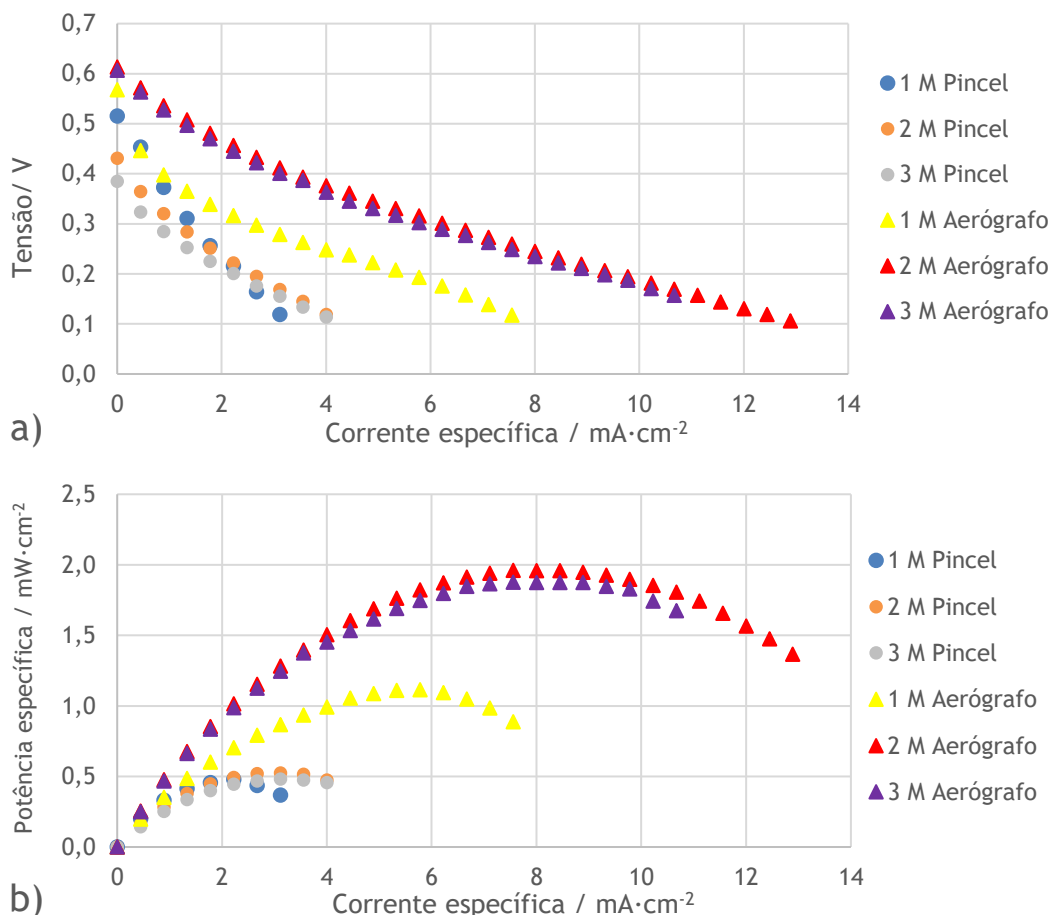 0,7
0,6
0,5
0,4
0,3
0,2
0,1
0,0
Tensão/ V
0 2 4 6 8 10 12 14
Corrente específica / mA·cm-2
a)
1 M Pincel
2 M Pincel
3 M Pincel
1 M Aerógrafo
2 M Aerógrafo
3 M Aerógrafo
2,5
2,0
1,5
1,0
0,5
0,0
Potência específica / mW·cm-2
0 2 4 6 8 10 12 14
Corrente específica / mA·cm-2
b)
1 M Pincel
2 M Pincel
3 M Pincel
1 M Aerógrafo
2 M Aerógrafo
3 M Aerógrafo